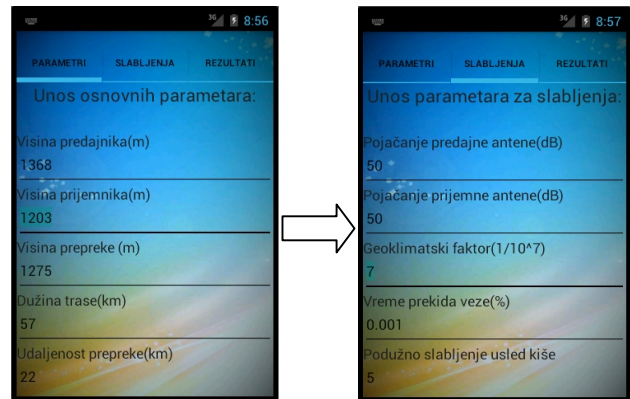 3G 8:56
PARAMETRI SLABLJENJA REZULTATI
Unos osnovnih parametara:
Visina predajnika(m)
1368
Visina prijemnika(m)
1203
Visina prepreke (m)
1275
Dužina trase(km)
57
Udaljenost prepreke(km)
22
3G 8:57
PARAMETRI SLABLJENJA REZULTATI
Unos parametara za slabljenja:
Pojačanje predajne antene(dB)
50
Pojačanje prijemne antene(dB)
50
Geoklimatski faktor(1/10^7)
7
Vreme prekida veze(%)
0.001
Podužno slabljenje usled kiše
5